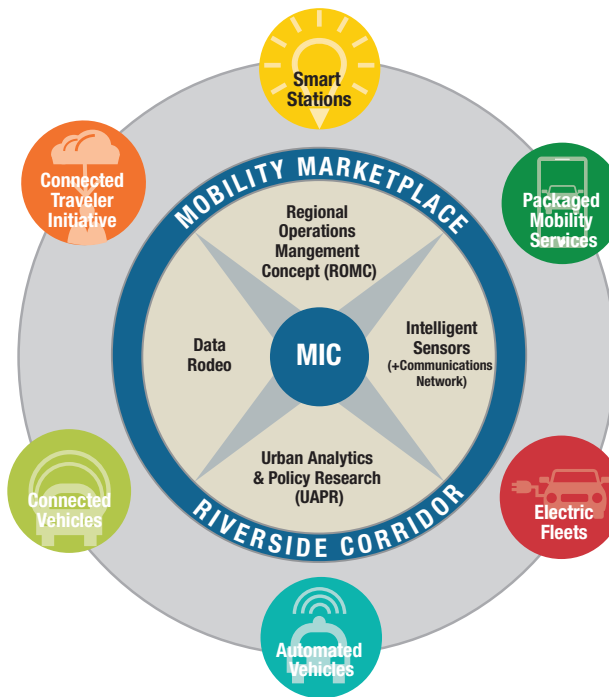 Smart
Stations
Connected
Traveler
Initiative
Packaged
Mobility
Services
MOBILITY MARKETPLACE
Regional
Operations
Mangement
Concept (ROMC)
Data
Rodeo
MIC
Intelligent
Sensors
(+Communications
Network)
Urban Analytics
& Policy Research
(UAPR)
RIVERSIDE CORRIDOR
Connected
Vehicles
Electric
Fleets
Automated
Vehicles